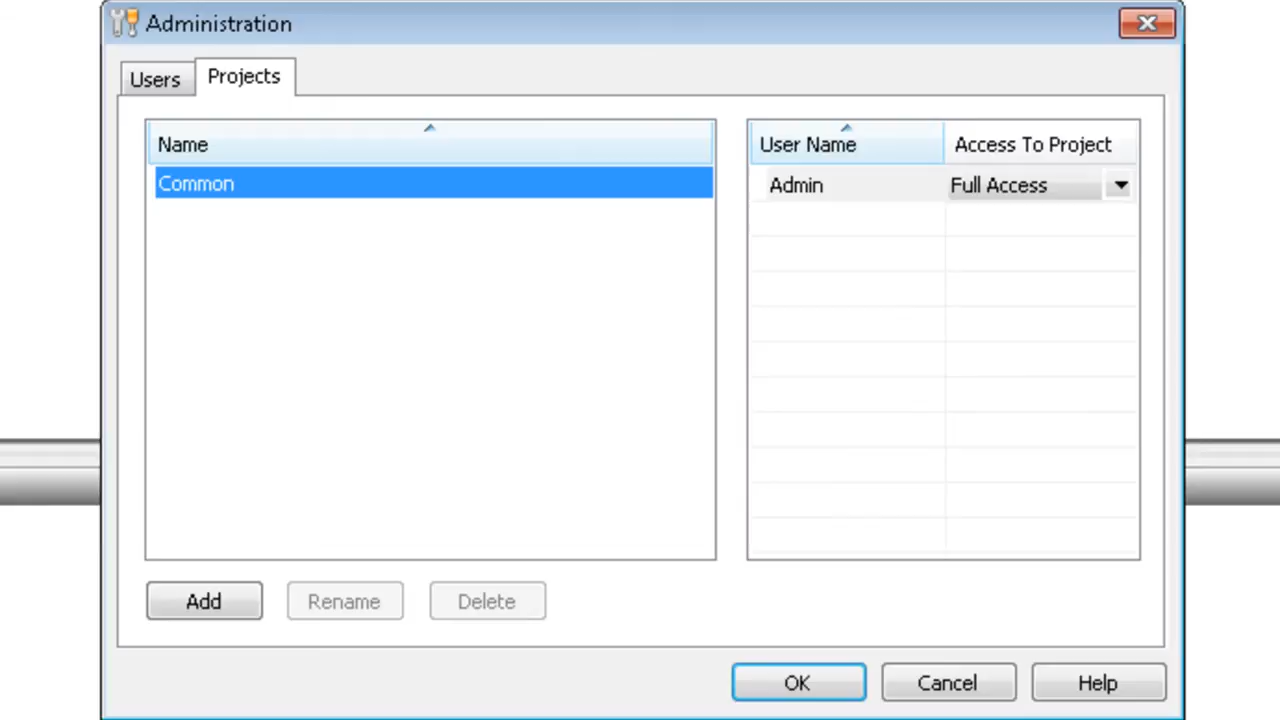 Administration
Users
Projects
Name
Common
User Name
Access To Project
Admin
Full Access
Add
Rename
Delete
OK
Cancel
Help